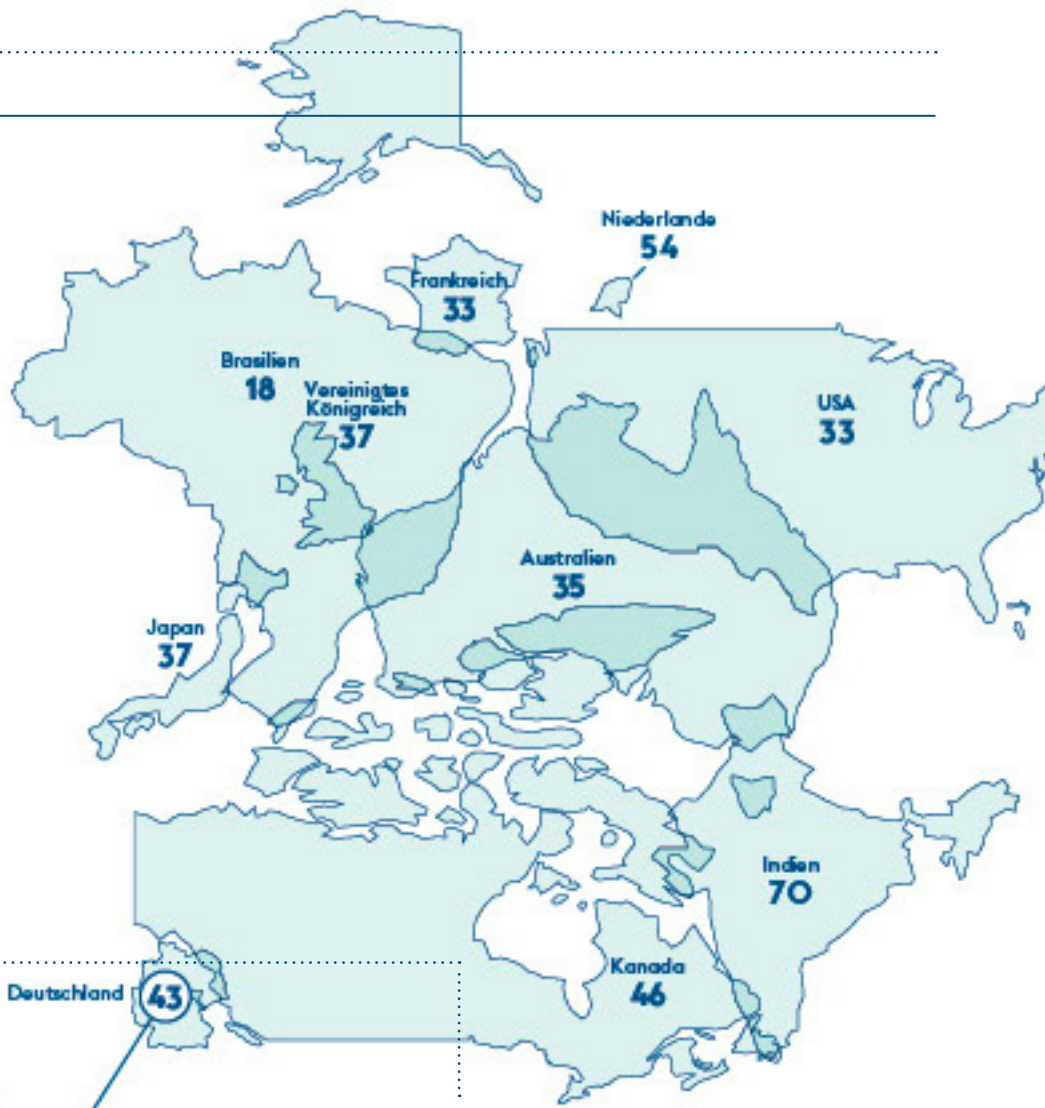 Niederlande
54
Frankreich
33
Brasilien
18
Vereinigtes
Königreich
37
USA
33
Australien
35
Japan
37
Indien
70
Kanada
46
Deutschland
43